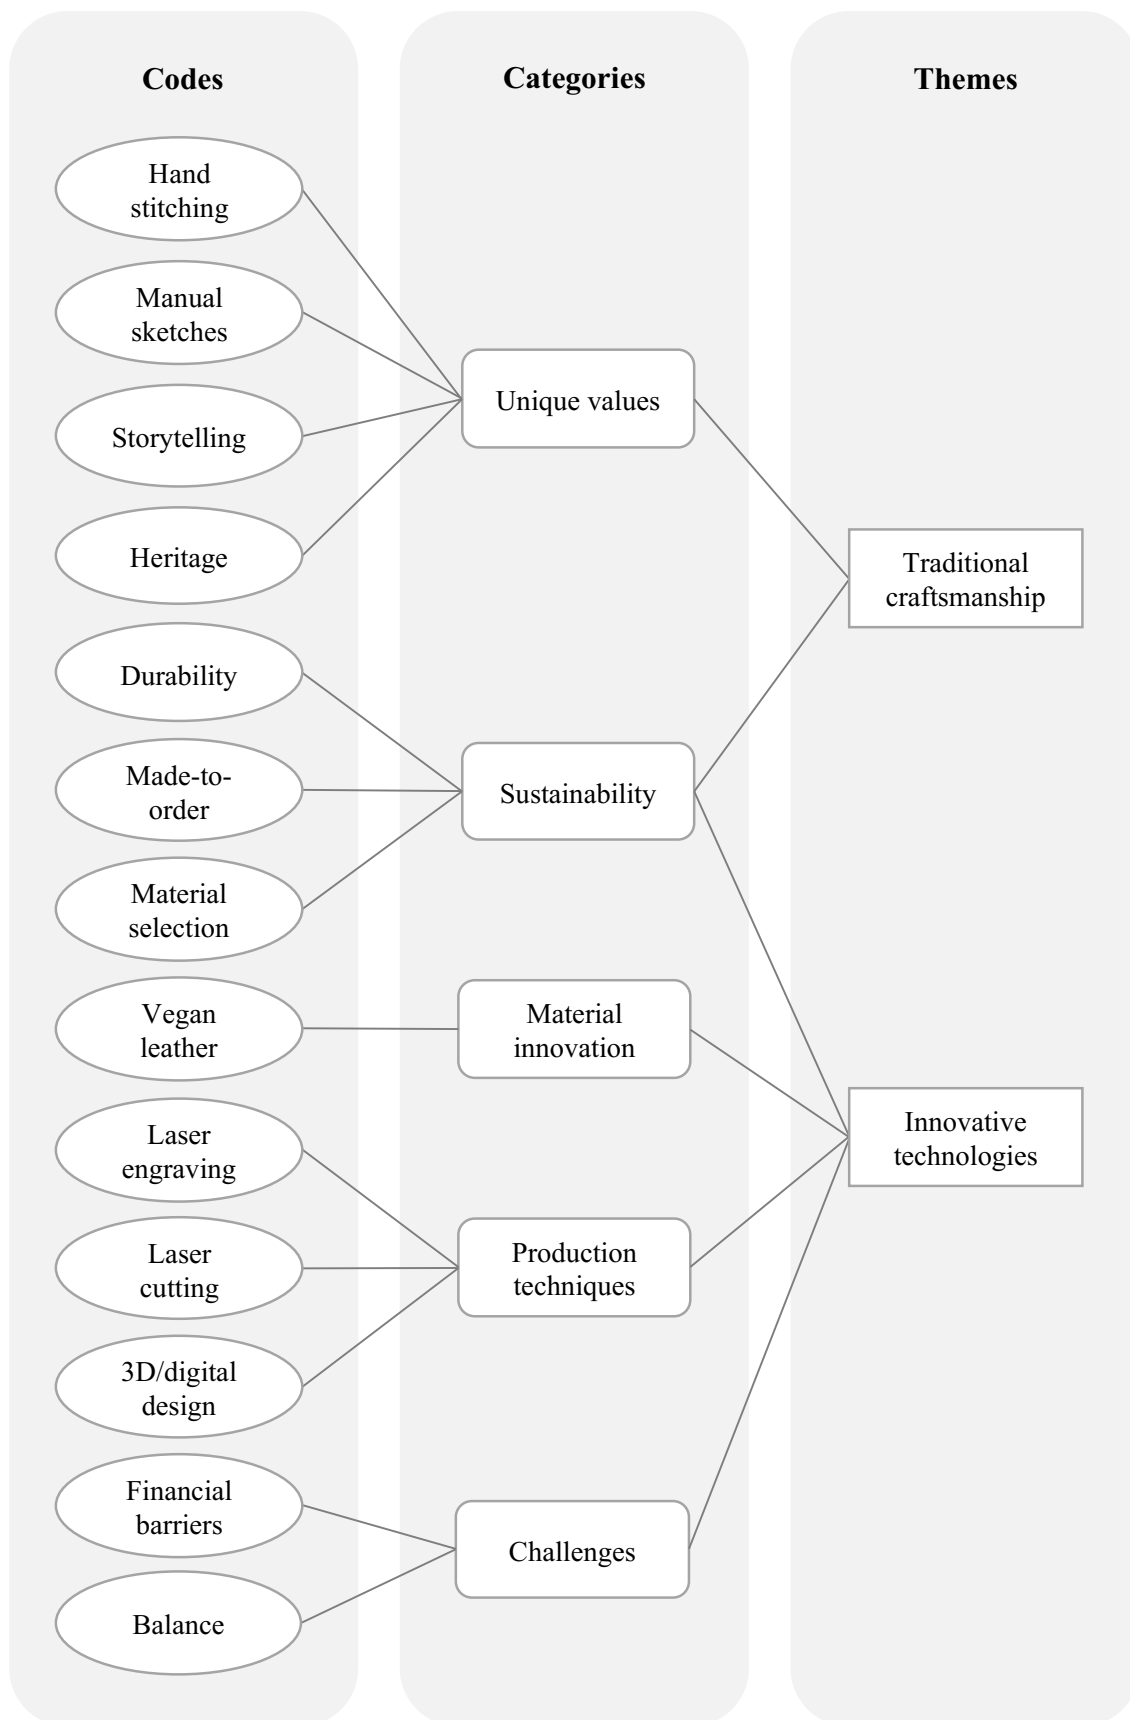 Codes
Categories
Themes
Hand
stitching
Manual
sketches
Storytelling
Heritage
Durability
Made-to-
order
Material
selection
Vegan
leather
Laser
engraving
Laser
cutting
3D/digital
design
Financial
barriers
Balance
Unique values
Sustainability
Material
innovation
Production
techniques
Challenges
Traditional
craftsmanship
Innovative
technologies